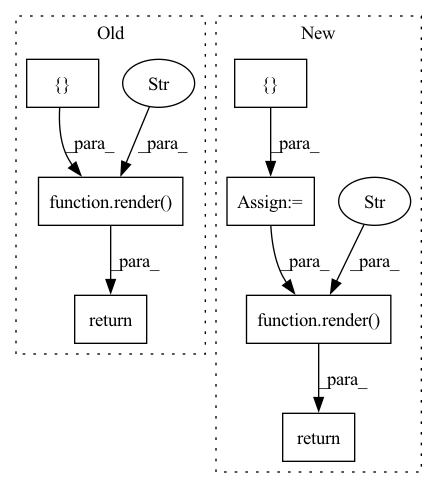 Old
New
{}
Str
{}
_para_
_para_
_para_
function.render()
Assign:=
Str
_para_
_para_
_para_
return
function.render()
_para_
return